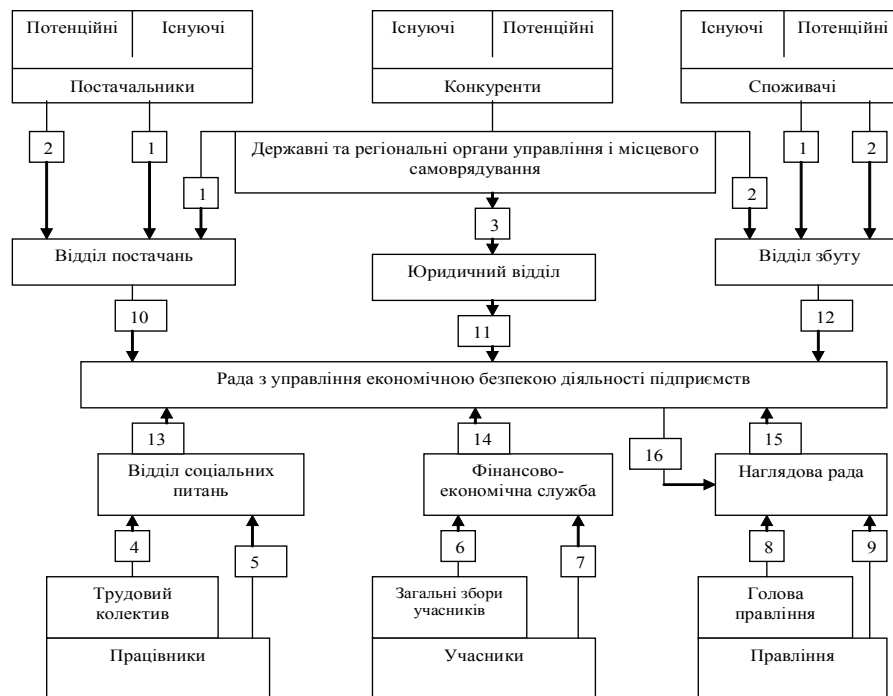 Потенційні
Існуючі
Існуючі
Потенційні
Існуючі
Потенційні
Постачальники
Конкуренти
Споживачі
2
1
1
Державні та регіональні органи управління і місцевого
самоврядування
1
2
2
3
Відділ постачань
Юридичний відділ
Відділ збуту
10
11
12
Рада з управління економічною безпекою діяльності підприємств
13
14
15
16
Відділ соціальних
питань
Фінансово-
економічна служба
Наглядова рада
4
5
6
7
8
9
Трудовий
колектив
Загальні збори
учасників
Голова
правління
Працівники
Учасники
Правління